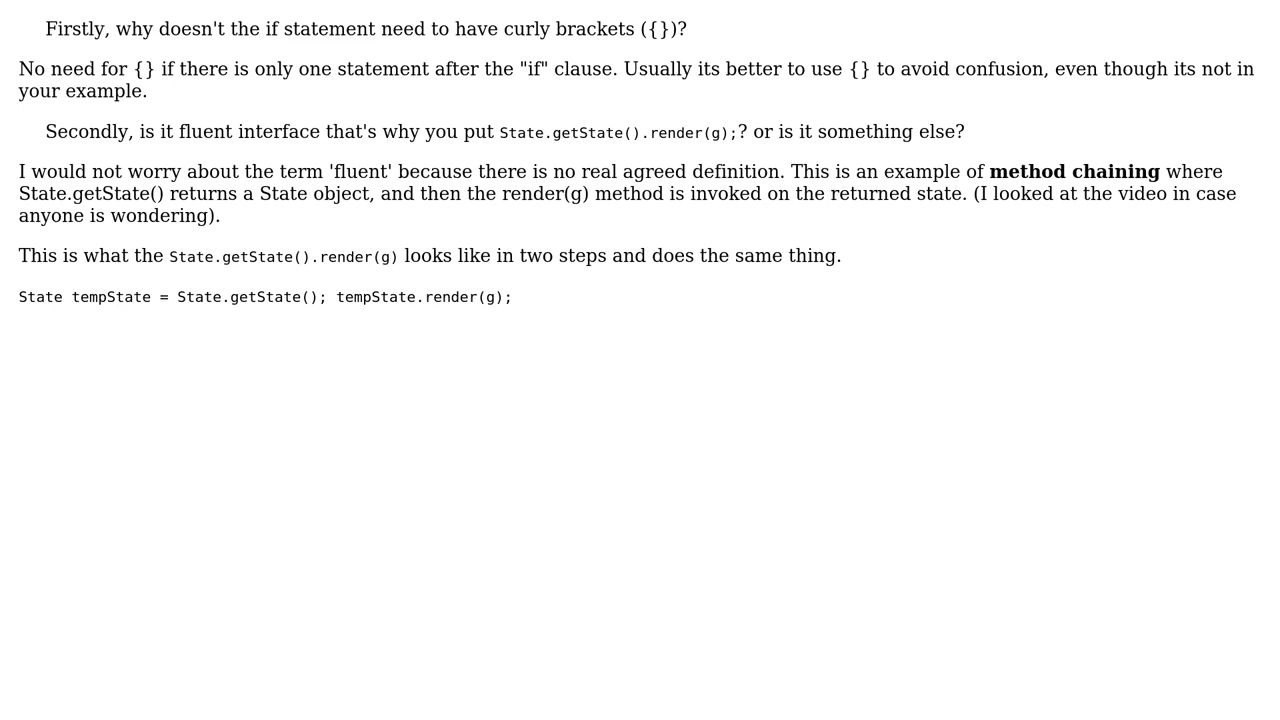 Firstly, why doesn't the if statement need to have curly brackets ({})?
No need for {} if there is only one statement after the "if" clause. Usually its better to use {} to avoid confusion, even though its not in
your example.
Secondly, is it fluent interface that's why you put State.getState().render(g);? or is it something else?
I would not worry about the term 'fluent' because there is no real agreed definition. This is an example of method chaining where
State.getState() returns a State object, and then the render(g) method is invoked on the returned state. (I looked at the video in case
anyone is wondering).
This is what the State.getState().render(g) looks like in two steps and does the same thing.
State tempState = State.getState(); tempState.render(g);